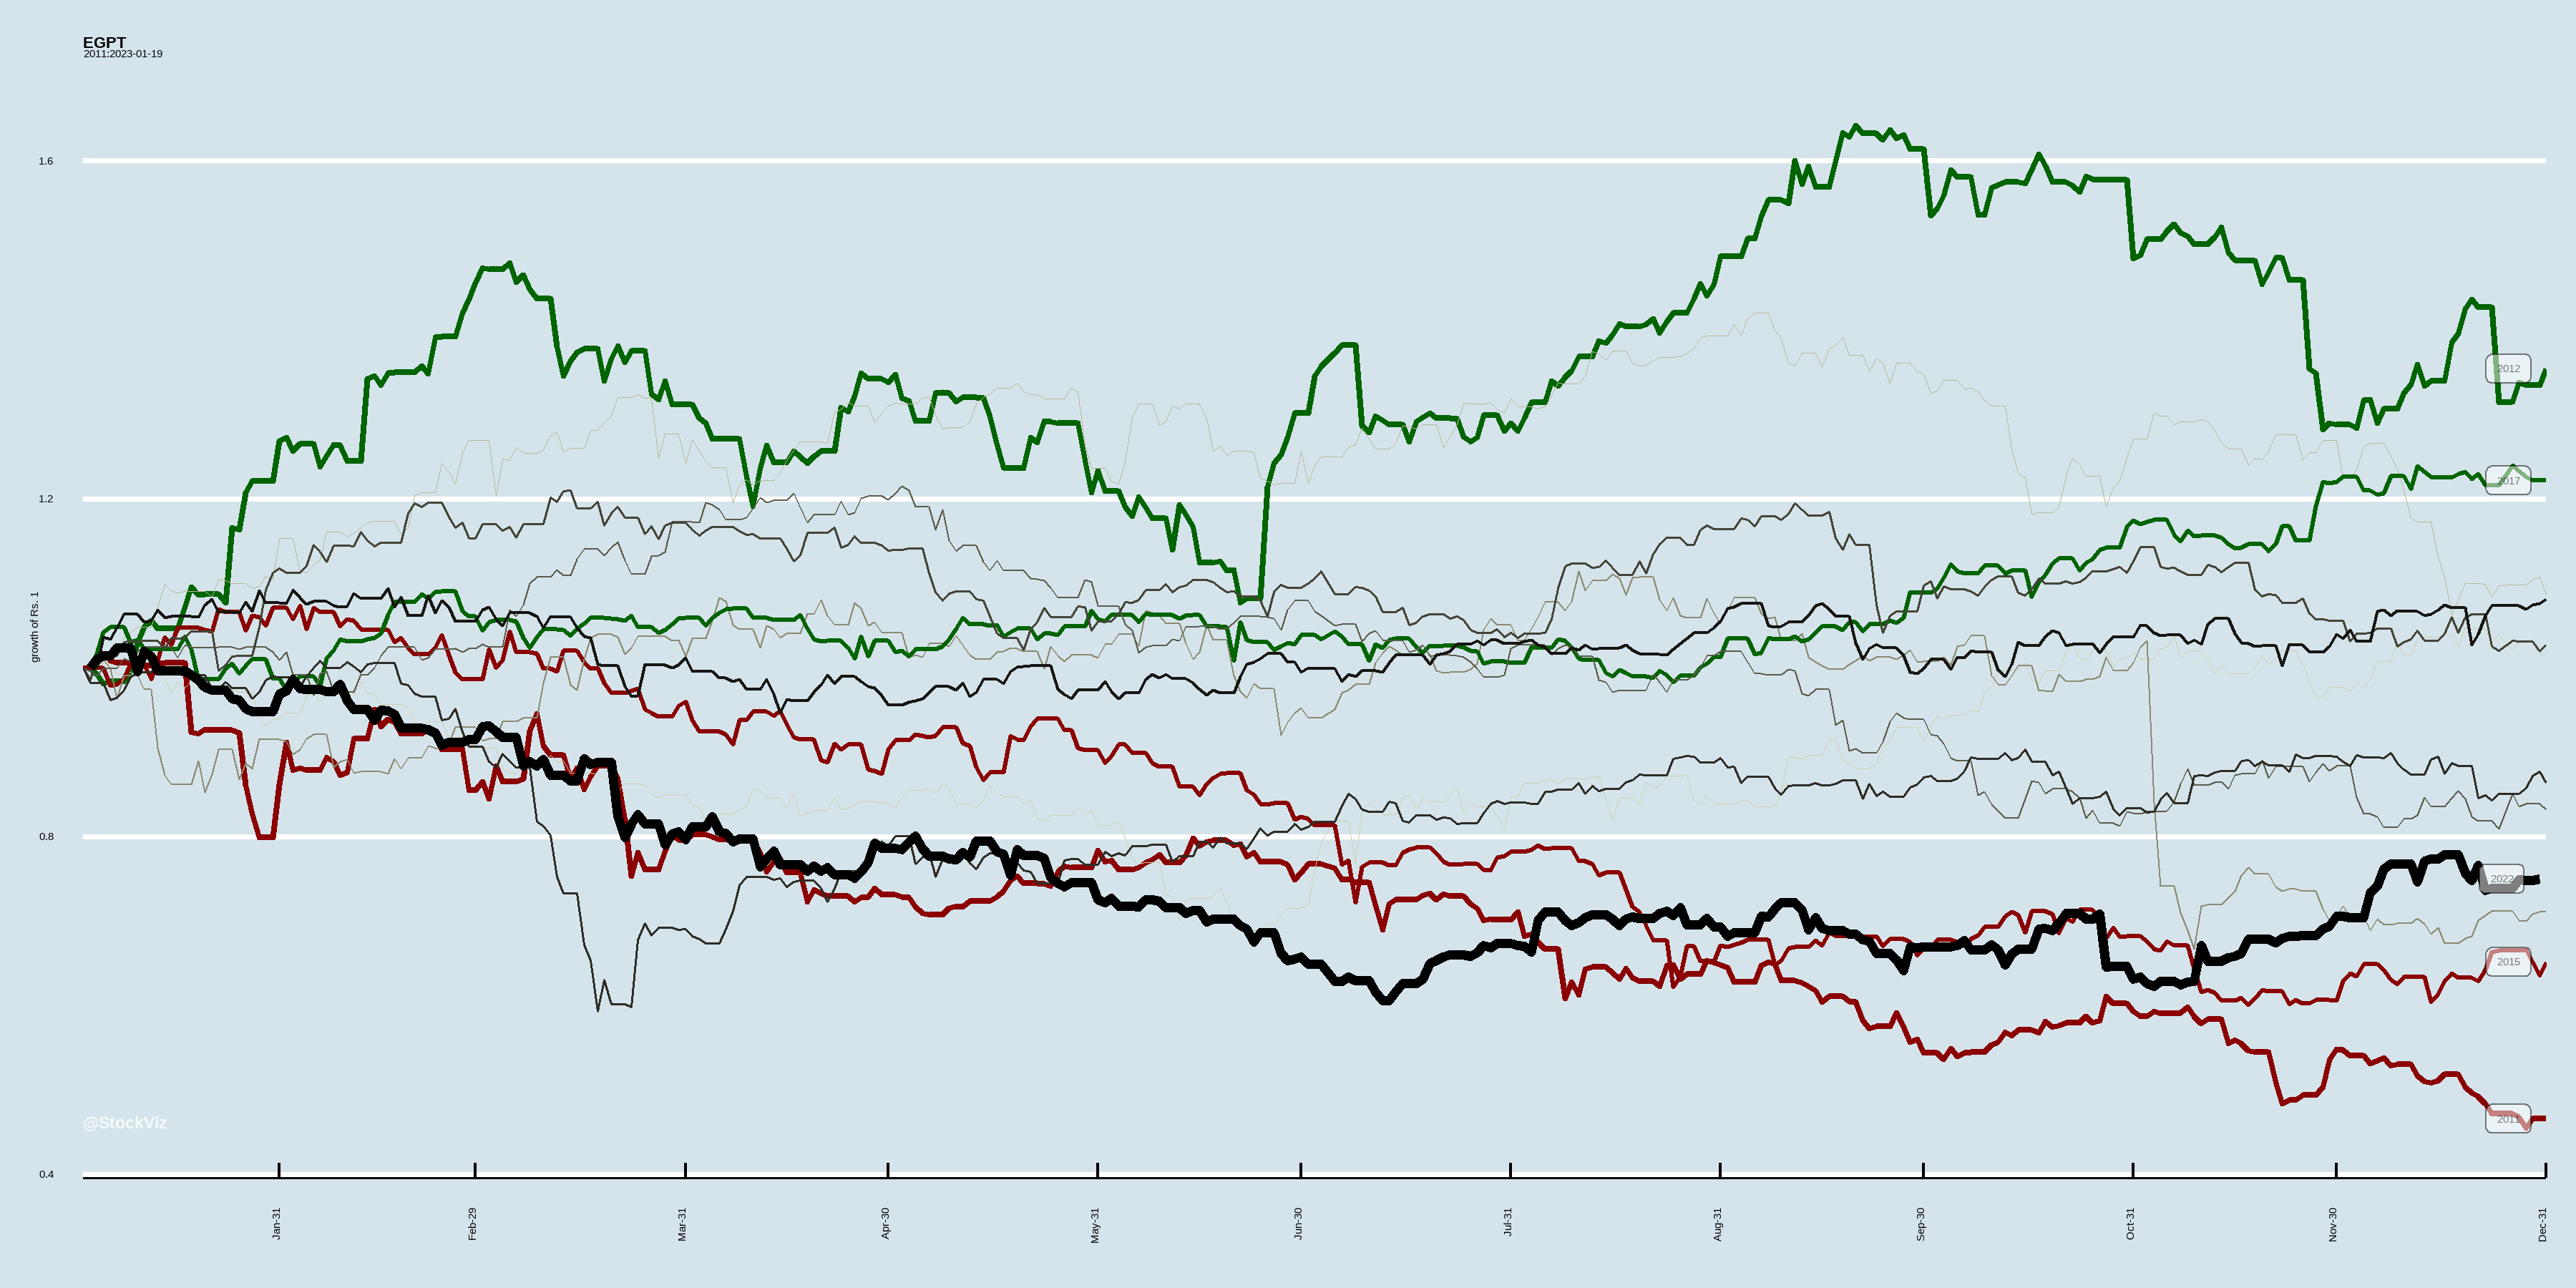 EGPT
2011:2023-01-19
1.6
1.2
0.8
0.4
growth of Rs. 1
2012
2017
2022
2015
2011
@StockViz
Jan-31
Feb-29
Mar-31
Apr-30
May-31
Jun-30
Jul-31
Aug-31
Sep-30
Oct-31
Nov-30
Dec-31